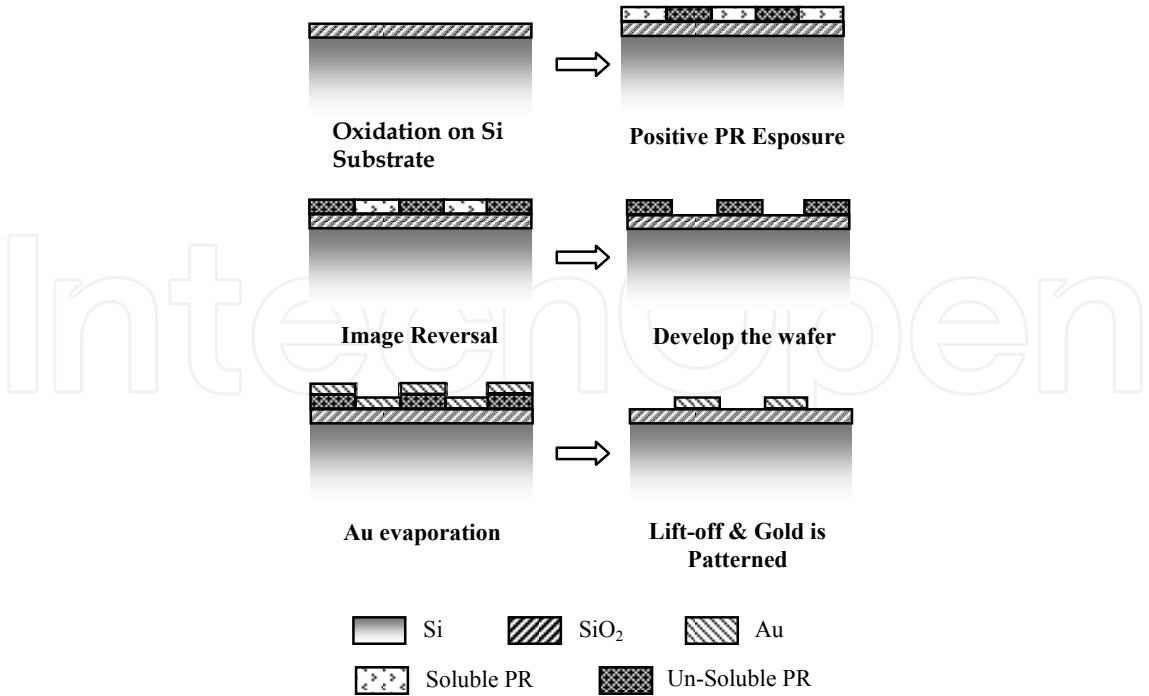 Oxidation on Si
Substrate
Positive PR Esposure
Image Reversal
Develop the wafer
IntechOpen
Au evaporation
Lift-off & Gold is
Patterned
Si
SiO₂
Au
Soluble PR
Un-Soluble PR